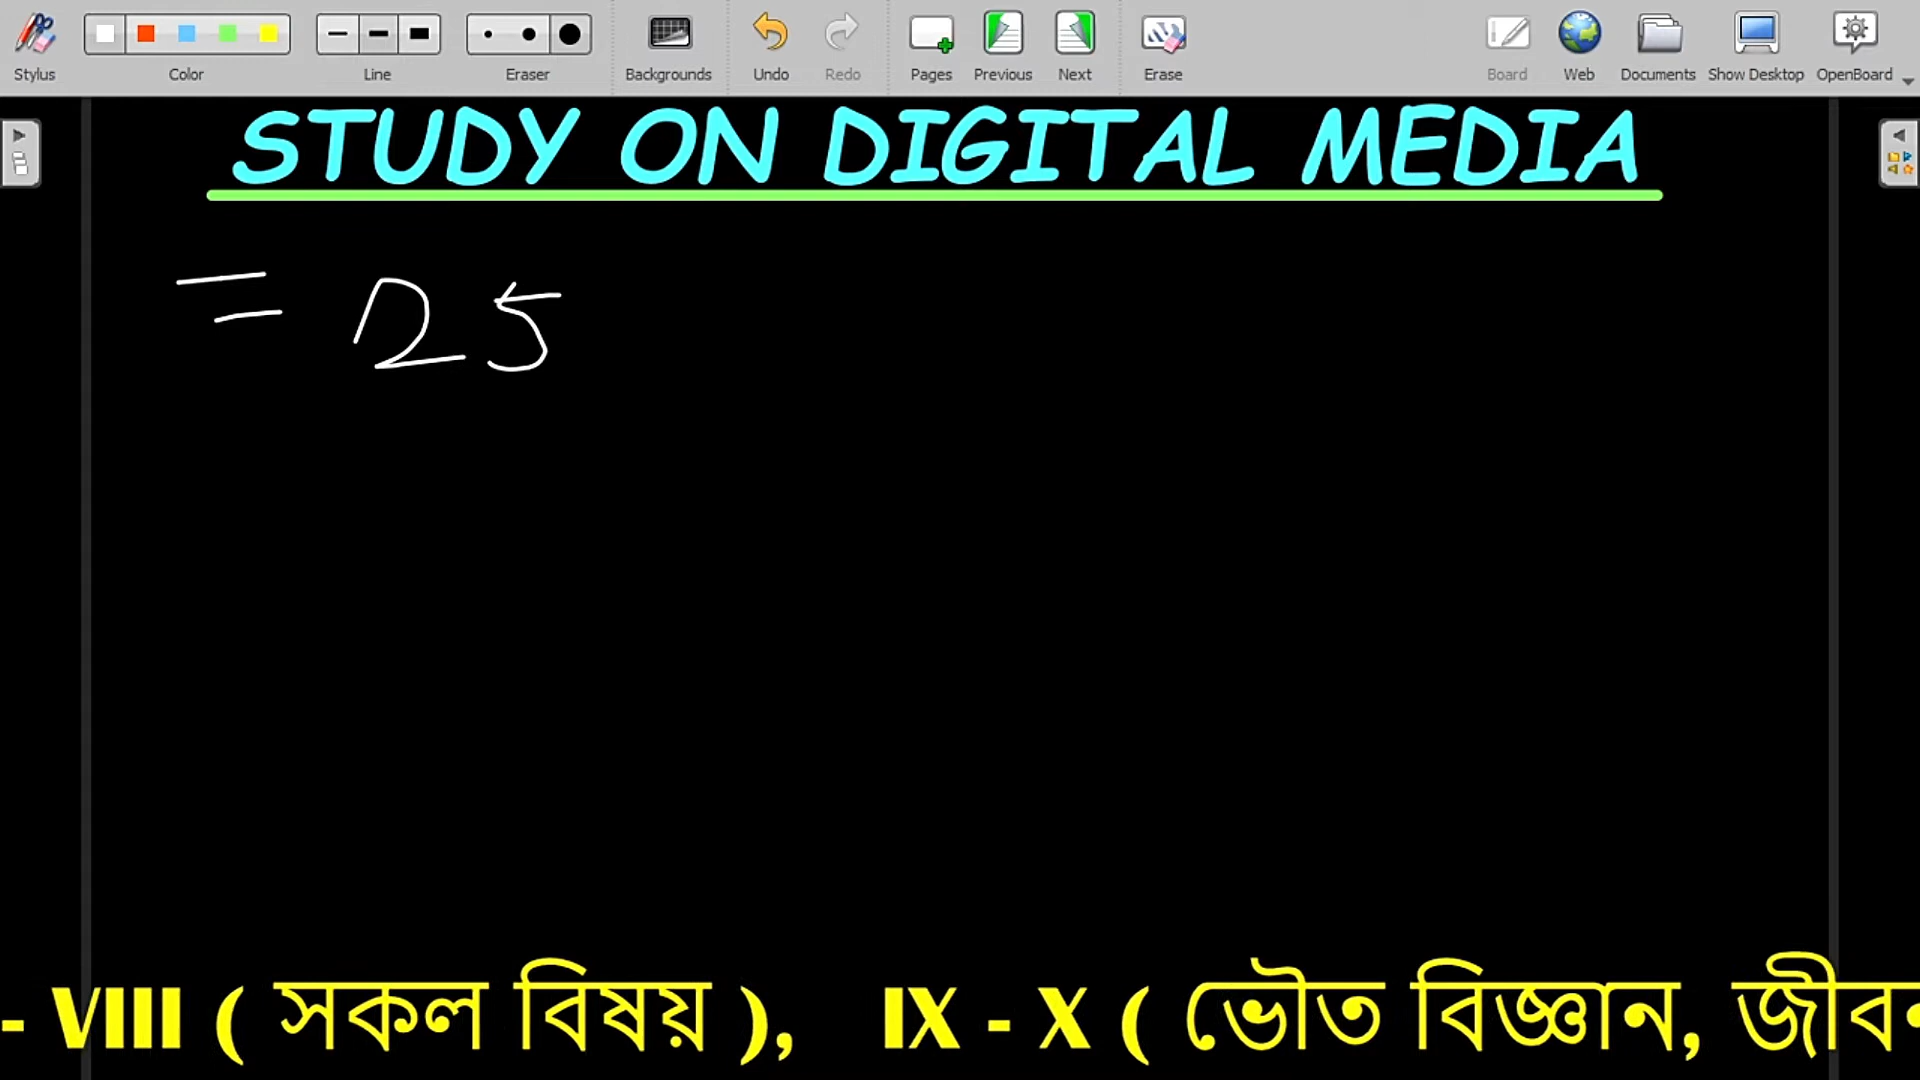 Stylus Color Line Eraser Backgrounds Undo Redo Pages Previous Next Erase Board Web Documents Show Desktop OpenBoard
STUDY ON DIGITAL MEDIA
= 25
- VIII ( সকল বিষয় ), IX - X ( ভৌত বিজ্ঞান, জীবন